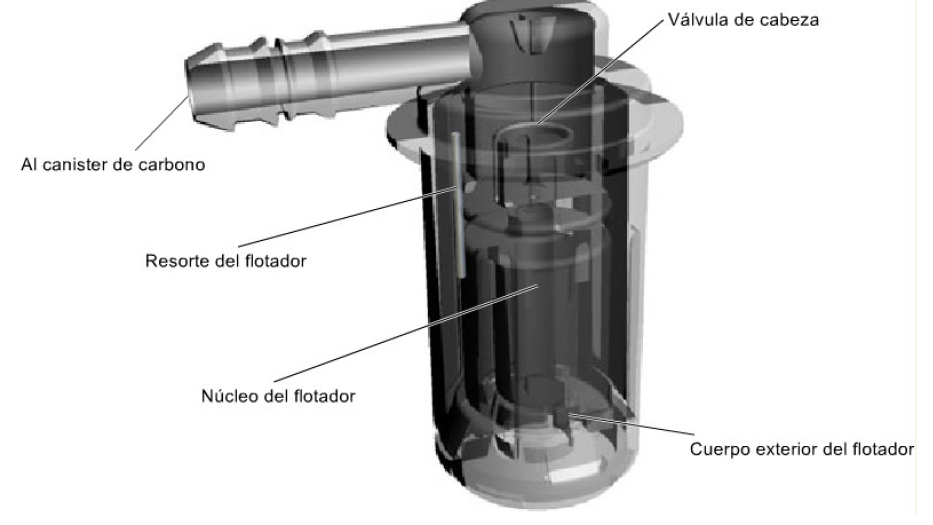 Válvula de cabeza
Al canister de carbono
Resorte del flotador
Núcleo del flotador
Cuerpo exterior del flotador